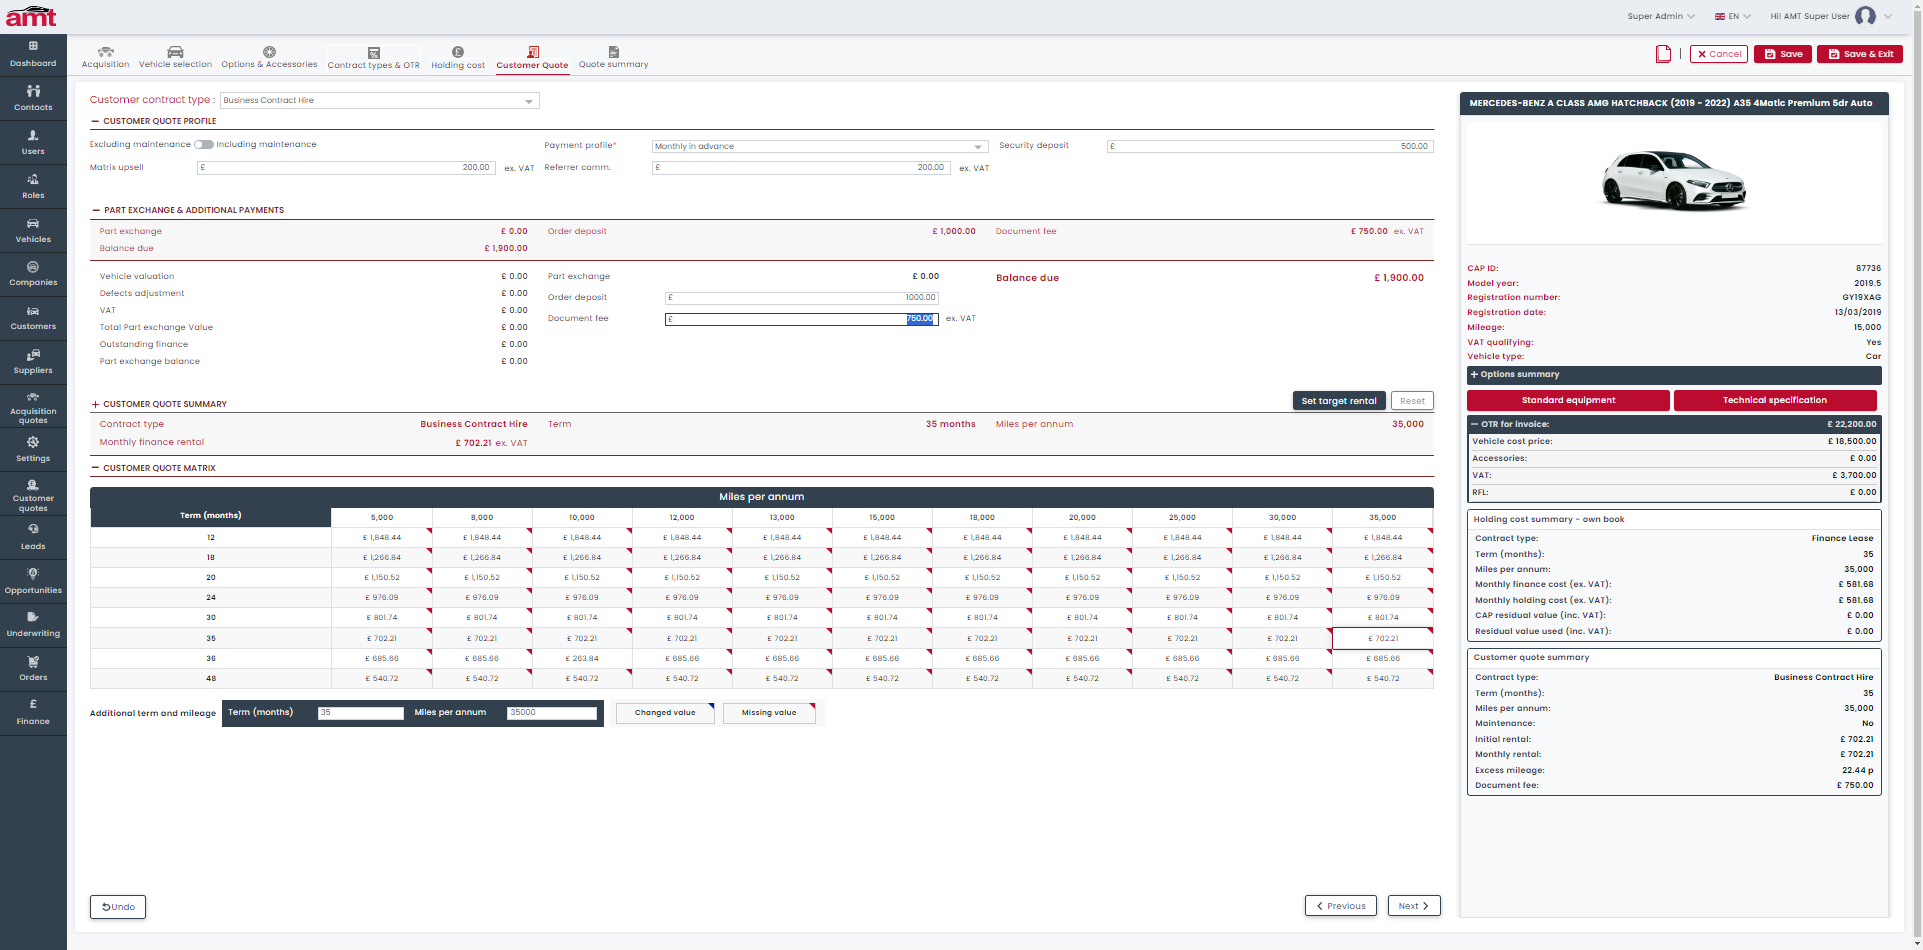 amt
Super Admin EN Hi! AMT Super User
Dashboard
Contacts
Users
Roles
Vehicles
Companies
Customers
Suppliers
Acquisition
quotes
Settings
Customer
quotes
Leads
Opportunities
Underwriting
Orders
Finance
Acquisition Vehicle selection Options & Accessories Contract types & OTR Holding cost Customer Quote Quote summary
Cancel Save Save & Exit
Customer contract type : Business Contract Hire
CUSTOMER QUOTE PROFILE
Excluding maintenance Including maintenance Payment profile* Monthly in advance Security deposit £ 500.00
Matrix upsell £ 200.00 ex. VAT Referrer comm. £ 200.00 ex. VAT
PART EXCHANGE & ADDITIONAL PAYMENTS
Part exchange £ 0.00 Order deposit £ 1,000.00 Document fee £ 750.00 ex. VAT
Balance due £ 1,900.00
Vehicle valuation £ 0.00 Part exchange £ 0.00 Balance due £ 1,900.00
Defects adjustment £ 0.00 Order deposit £ 1000.00
VAT £ 0.00 Document fee £ 750.00 ex. VAT
Total Part exchange Value £ 0.00
Outstanding finance £ 0.00
Part exchange balance £ 0.00
CUSTOMER QUOTE SUMMARY Set target rental Reset
Contract type Business Contract Hire Term 35 months Miles per annum 35,000
Monthly finance rental £ 702.21 ex. VAT
CUSTOMER QUOTE MATRIX
Miles per annum
Term (months) 5,000 8,000 10,000 12,000 13,000 15,000 18,000 20,000 25,000 30,000 35,000
12 £ 1,848.44 £ 1,848.44 £ 1,848.44 £ 1,848.44 £ 1,848.44 £ 1,848.44 £ 1,848.44 £ 1,848.44 £ 1,848.44 £ 1,848.44 £ 1,848.44
18 £ 1,266.84 £ 1,266.84 £ 1,266.84 £ 1,266.84 £ 1,266.84 £ 1,266.84 £ 1,266.84 £ 1,266.84 £ 1,266.84 £ 1,266.84 £ 1,266.84
20 £ 1,150.52 £ 1,150.52 £ 1,150.52 £ 1,150.52 £ 1,150.52 £ 1,150.52 £ 1,150.52 £ 1,150.52 £ 1,150.52 £ 1,150.52 £ 1,150.52
24 £ 976.09 £ 976.09 £ 976.09 £ 976.09 £ 976.09 £ 976.09 £ 976.09 £ 976.09 £ 976.09 £ 976.09 £ 976.09
30 £ 801.74 £ 801.74 £ 801.74 £ 801.74 £ 801.74 £ 801.74 £ 801.74 £ 801.74 £ 801.74 £ 801.74 £ 801.74
35 £ 702.21 £ 702.21 £ 702.21 £ 702.21 £ 702.21 £ 702.21 £ 702.21 £ 702.21 £ 702.21 £ 702.21 £ 702.21
36 £ 685.66 £ 685.66 £ 263.84 £ 685.66 £ 685.66 £ 685.66 £ 685.66 £ 685.66 £ 685.66 £ 685.66 £ 685.66
48 £ 540.72 £ 540.72 £ 540.72 £ 540.72 £ 540.72 £ 540.72 £ 540.72 £ 540.72 £ 540.72 £ 540.72 £ 540.72
Additional term and mileage Term (months) 35 Miles per annum 35000 Changed value Missing value
Undo Previous Next
MERCEDES-BENZ A CLASS AMG HATCHBACK (2019 - 2022) A35 4Matic Premium 5dr Auto
CAP ID: 87736
Model year: 2019.5
Registration number: GY19XAG
Registration date: 13/03/2019
Mileage: 15,000
VAT qualifying: Yes
Vehicle type: Car
Options summary
Standard equipment Technical specification
OTR for invoice: £ 22,200.00
Vehicle cost price: £ 18,500.00
Accessories: £ 0.00
VAT: £ 3,700.00
RFL: £ 0.00
Holding cost summary - own book
Contract type: Finance Lease
Term (months): 35
Miles per annum: 35,000
Monthly finance cost (ex. VAT): £ 581.68
Monthly holding cost (ex. VAT): £ 581.68
CAP residual value (inc. VAT): £ 0.00
Residual value used (inc. VAT): £ 0.00
Customer quote summary
Contract type: Business Contract Hire
Term (months): 35
Miles per annum: 35,000
Maintenance: No
Initial rental: £ 702.21
Monthly rental: £ 702.21
Excess mileage: 22.44 p
Document fee: £ 750.00